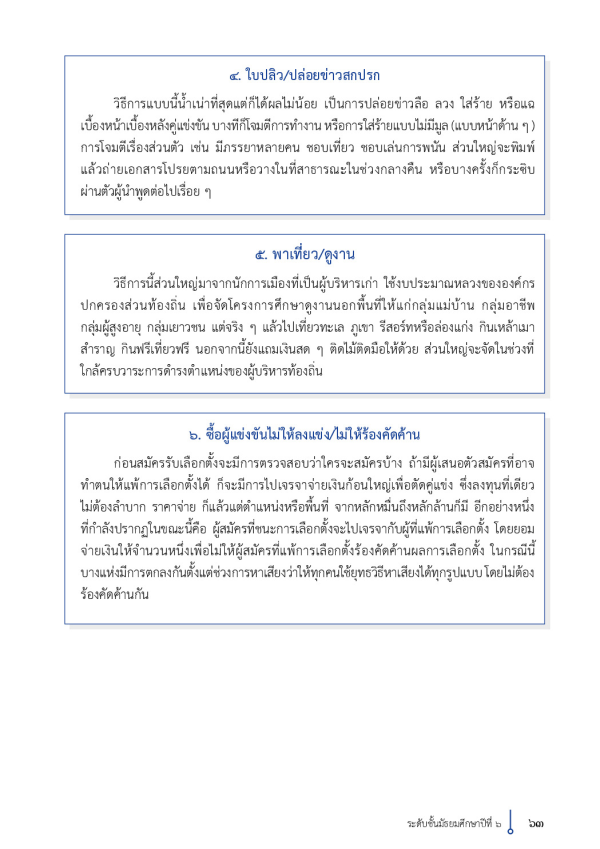 ๔. ใบปลิว/ปล่อยข่าวสกปรก
วิธีการแบบนี้น้ำเน่าที่สุดแต่ก็ได้ผลไม่น้อย เป็นการปล่อยข่าวลือ ลวง ใส่ร้าย หรือแฉ
เบื้องหน้าเบื้องหลังคู่แข่งขัน บางทีก็โจมตีการทำงาน หรือการใส่ร้ายแบบไม่มีมูล (แบบหน้าด้าน ๆ )
การโจมตีเรื่องส่วนตัว เช่น มีภรรยาหลายคน ชอบเที่ยว ชอบเล่นการพนัน ส่วนใหญ่จะพิมพ์
แล้วถ่ายเอกสารโปรยตามถนนหรือวางในที่สาธารณะในช่วงกลางคืน หรือบางครั้งก็กระซิบ
ผ่านตัวผู้นำพูดต่อไปเรื่อย ๆ
๕. พาเที่ยว/ดูงาน
วิธีการนี้ส่วนใหญ่มาจากนักการเมืองที่เป็นผู้บริหารเก่า ใช้งบประมาณหลวงขององค์กร
ปกครองส่วนท้องถิ่น เพื่อจัดโครงการศึกษาดูงานนอกพื้นที่ให้แก่กลุ่มแม่บ้าน กลุ่มอาชีพ
กลุ่มผู้สูงอายุ กลุ่มเยาวชน แต่จริง ๆ แล้วไปเที่ยวทะเล ภูเขา รีสอร์ทหรือล่องแก่ง กินเหล้าเมา
สำราญ กินฟรีเที่ยวฟรี นอกจากนี้ยังแถมเงินสด ๆ ติดไม้ติดมือให้ด้วย ส่วนใหญ่จะจัดในช่วงที่
ใกล้ครบวาระการดำรงตำแหน่งของผู้บริหารท้องถิ่น
๖. ซื้อผู้แข่งขันไม่ให้ลงแข่ง/ไม่ให้ร้องคัดค้าน
ก่อนสมัครรับเลือกตั้งจะมีการตรวจสอบว่าใครจะสมัครบ้าง ถ้ามีผู้เสนอตัวสมัครที่อาจ
ทำตนให้แพ้การเลือกตั้งได้ ก็จะมีการไปเจรจาจ่ายเงินก้อนใหญ่เพื่อตัดคู่แข่ง ซึ่งลงทุนที่เดียว
ไม่ต้องลำบาก ราคาจ่าย ก็แล้วแต่ตำแหน่งหรือพื้นที่ จากหลักหมื่นถึงหลักล้านก็มี อีกอย่างหนึ่ง
ที่กำลังปรากฏในขณะนี้คือ ผู้สมัครที่ชนะการเลือกตั้งจะไปเจรจากับผู้ที่แพ้การเลือกตั้ง โดยยอม
จ่ายเงินให้จำนวนหนึ่งเพื่อไม่ให้ผู้สมัครที่แพ้การเลือกตั้งร้องคัดค้านผลการเลือกตั้ง ในกรณีนี้
บางแห่งมีการตกลงกันตั้งแต่ช่วงการหาเสียงว่าให้ทุกคนใช้ยุทธวิธีหาเสียงได้ทุกรูปแบบ โดยไม่ต้อง
ร้องคัดค้านกัน
ระดับชั้นมัธยมศึกษาปีที่ ๖ ๖๓